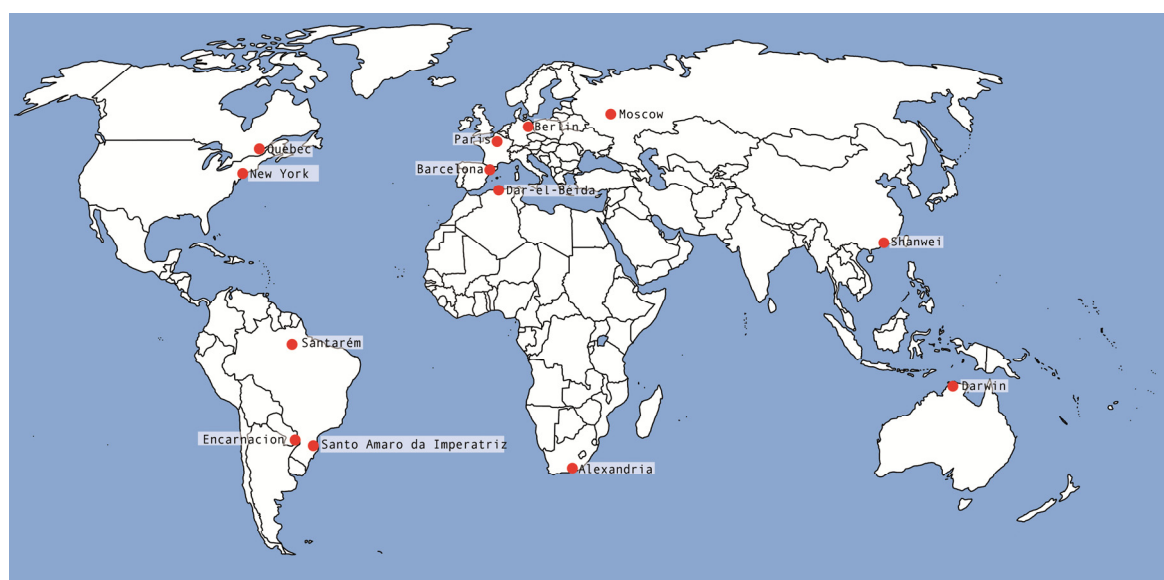 Moscow
Berlin
Paris
Québec
Barcelona
New York
Dar-el-Beida
Shanwei
Santarém
Darwin
Encarnacion
Santo Amaro da Imperatriz
Alexandria